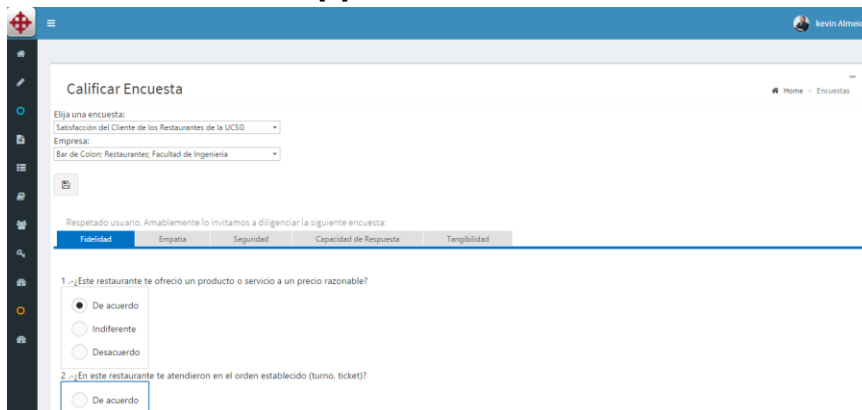 kevin Almeid
Calificar Encuesta
Home > Encuestas
Elija una encuesta:
Satisfacción del Cliente de los Restaurantes de la UCSG
Empresa:
Bar de Colon; Restaurantes; Facultad de Ingenieria
Respetado usuario. Amablemente lo invitamos a diligenciar la siguiente encuesta:
Fidelidad Empatia Seguridad Capacidad de Respuesta Tangibilidad
1 .-¿Este restaurante te ofreció un producto o servicio a un precio razonable?
De acuerdo
Indiferente
Desacuerdo
2 .-¿En este restaurante te atendieron en el orden establecido (turno, ticket)?
De acuerdo